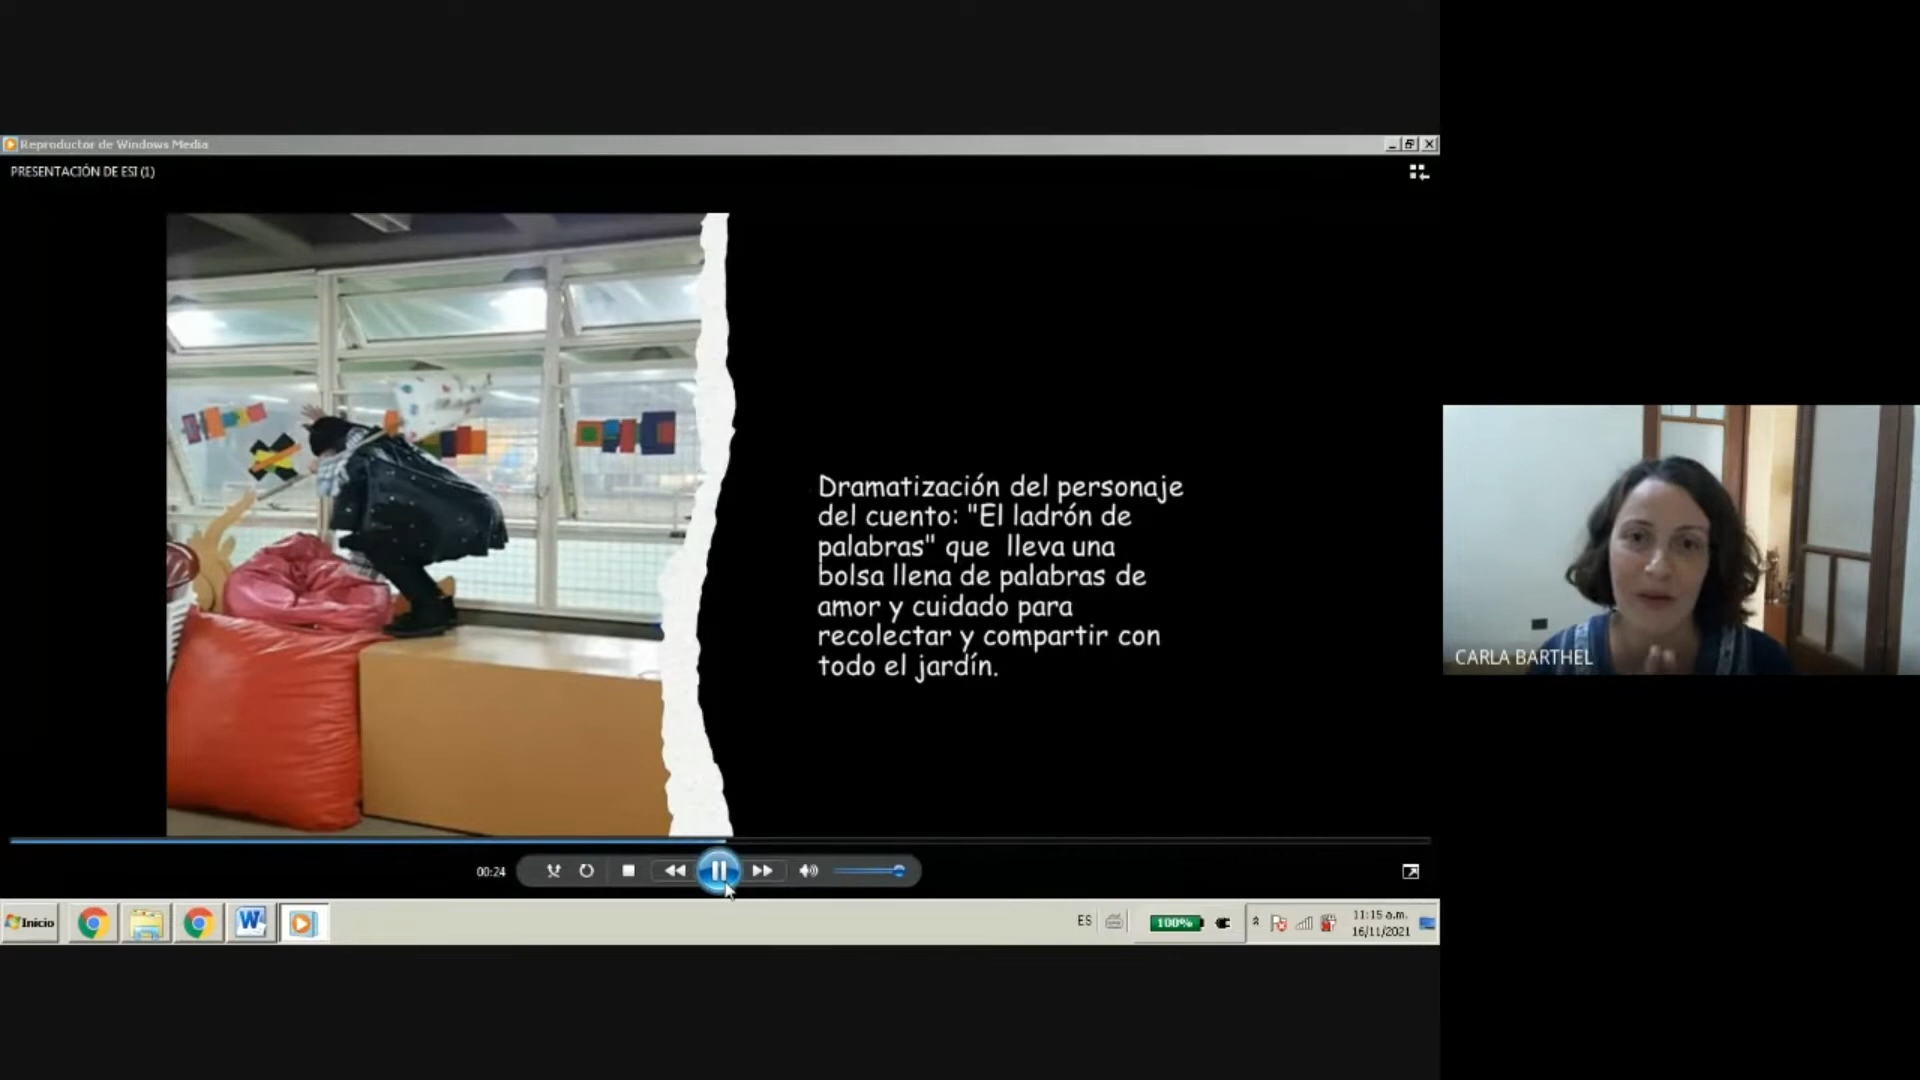 Reproductor de Windows Media
PRESENTACIÓN DE ESI (1)
Dramatización del personaje
del cuento: "El ladrón de
palabras" que lleva una
bolsa llena de palabras de
amor y cuidado para
recolectar y compartir con
todo el jardín.
CARLA BARTHEL
00:24
Inicio
ES
100%
11:15 a.m.
16/11/2021